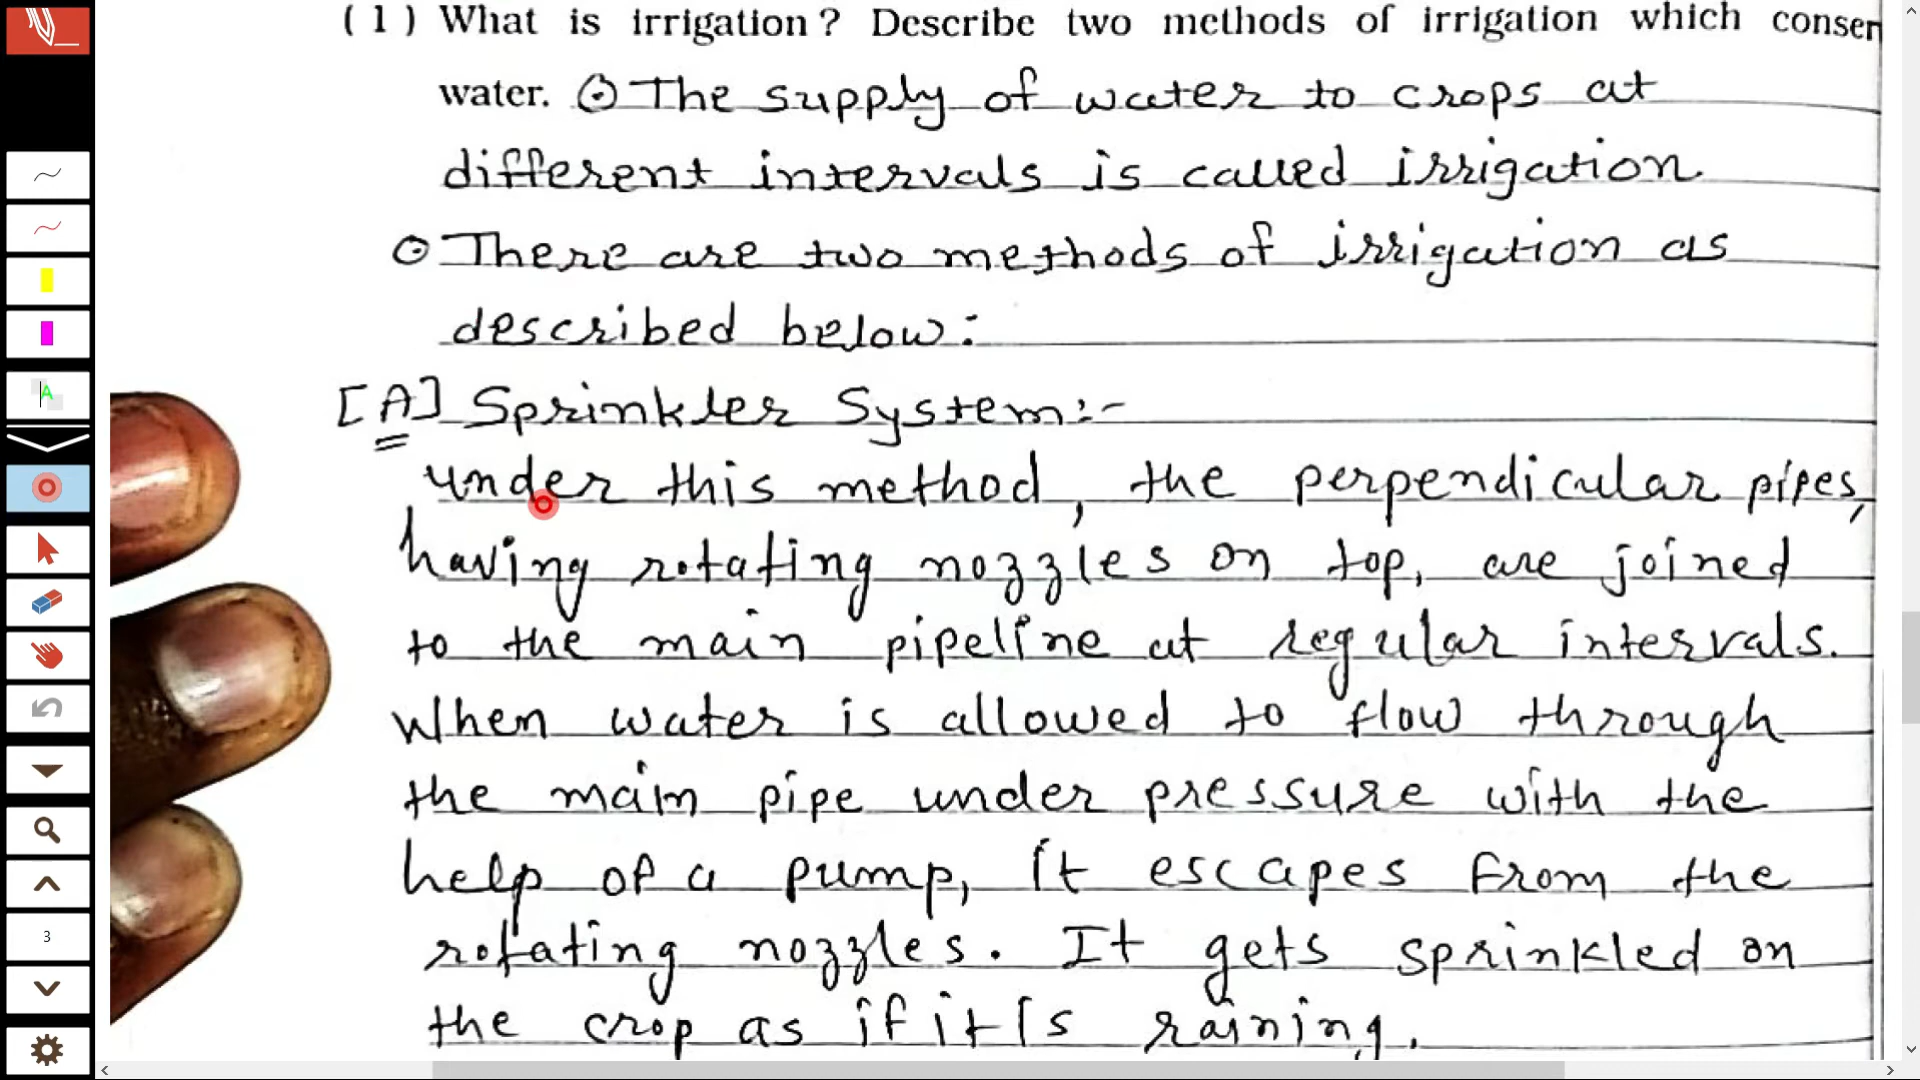 (1) What is irrigation? Describe two methods of irrigation which conser
water. ⊙ The supply of water to crops at
different intervals is called irrigation.
⊙ There are two methods of irrigation as
described below:
[A] Sprinkler System:-
under this method, the perpendicular pipes,
having rotating nozzles on top, are joined
to the main pipeline at regular intervals.
When water is allowed to flow through
the main pipe under pressure with the
help of a pump, it escapes from the
rotating nozzles. It gets sprinkled on
the crop as if it is raining.
A
3